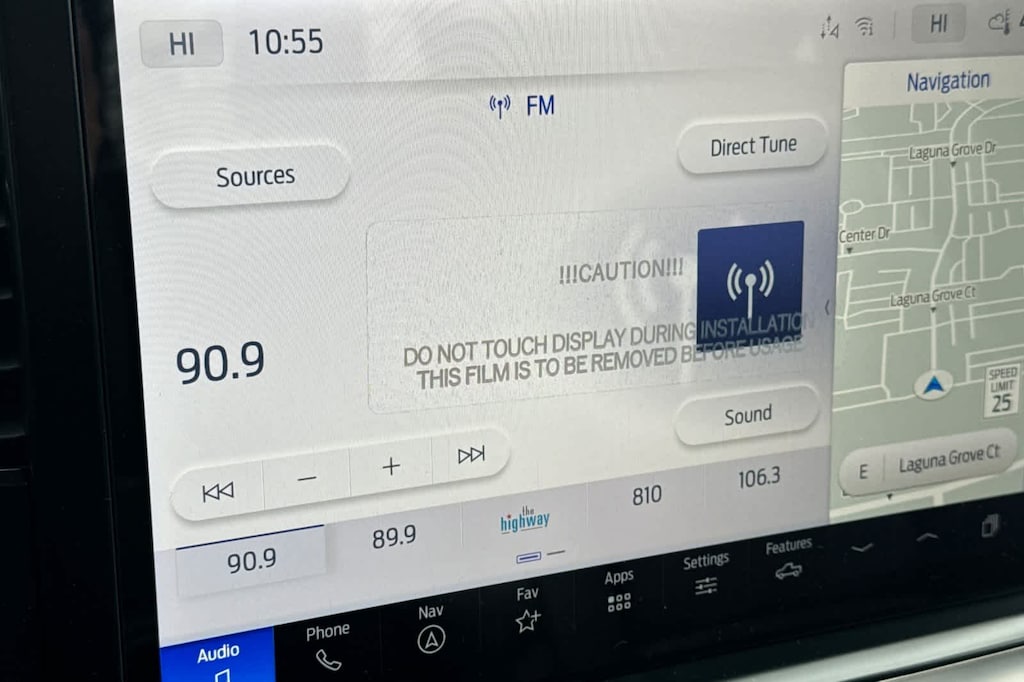 HI
10:55
HI
FM
Navigation
Sources
Direct Tune
Laguna Grove Dr
Center Dr
Laguna Grove Ct
!!!CAUTION!!!
DO NOT TOUCH DISPLAY DURING INSTALLATION
THIS FILM IS TO BE REMOVED BEFORE USAGE
90.9
SPEED
LIMIT
25
Sound
E
Laguna Grove Ct
90.9
89.9
the
highway
810
106.3
Audio
Phone
Nav
Fav
Apps
Settings
Features